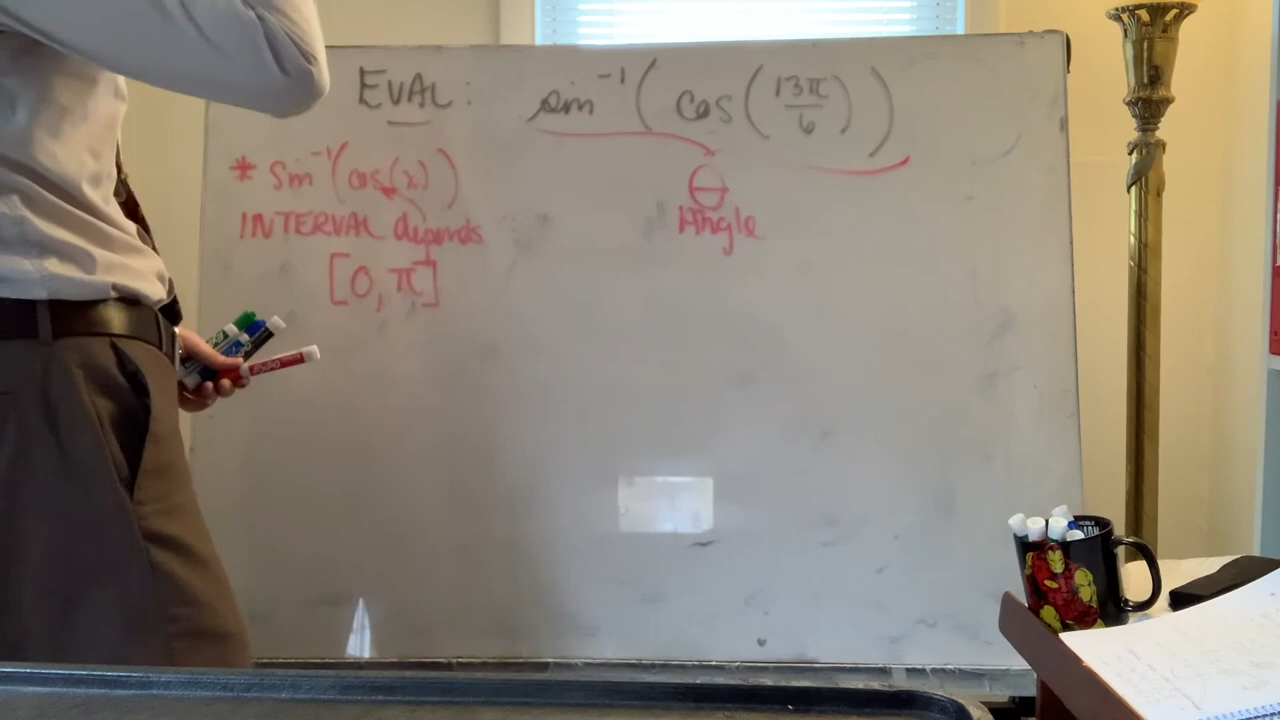 EVAL: sin⁻¹(cos(13π/6))
* Sin⁻¹(cos(x))
INTERVAL depends
[0, π]
θ
Angle